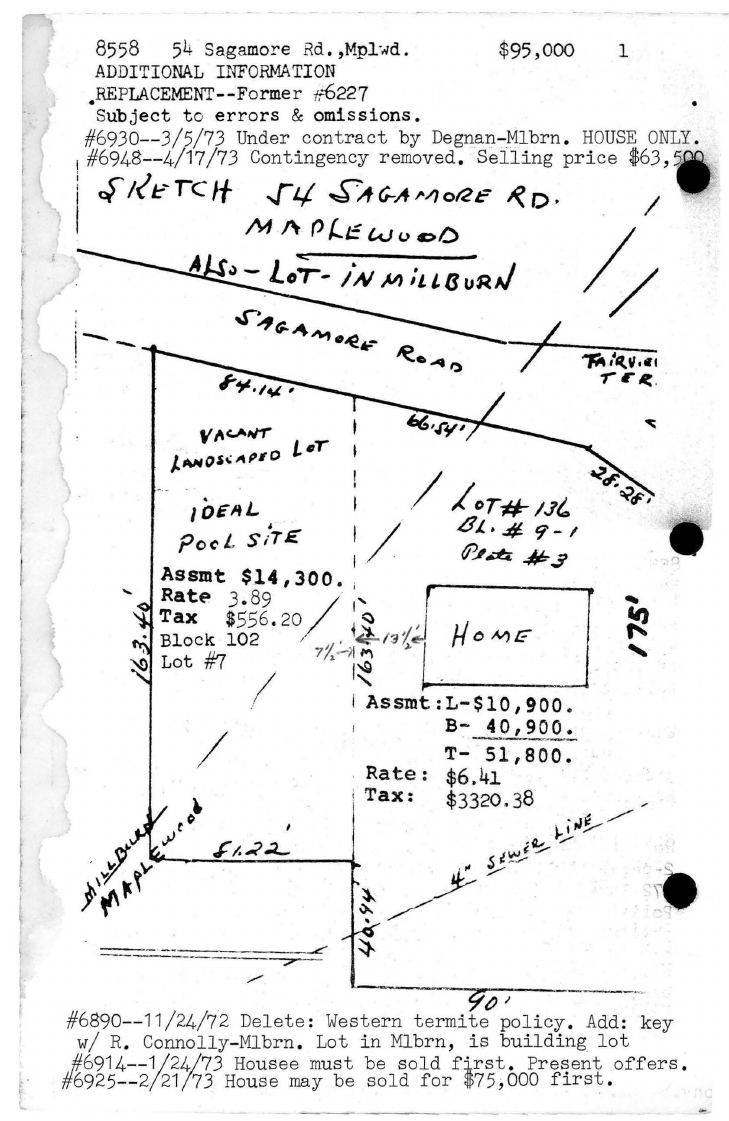 8558 54 Sagamore Rd.,Mplwd. $95,000 1
ADDITIONAL INFORMATION
REPLACEMENT--Former #6227
Subject to errors & omissions.
#6930--3/5/73 Under contract by Degnan-Mlbrn. HOUSE ONLY.
#6948--4/17/73 Contingency removed. Selling price $63,500
SKETCH 54 SAGAMORE RD.
MAPLEWOOD
ALSO - LOT - IN MILLBURN
SAGAMORE ROAD
FAIRVIEW
TER.
84.14'
66.54'
28.28'
VACANT
LANDSCAPED LOT
IDEAL
POOL SITE
LOT # 136
BL. # 9-1
Plate #3
Assmt $14,300.
Rate 3.89
Tax $556.20
Block 102
Lot #7
163.40'
7 1/2'
163.40'
13 1/2'
HOME
175'
Assmt:L-$10,900.
B- 40,900.
T- 51,800.
Rate: $6.41
Tax: $3320.38
MILLBURN
MAPLEWOOD
81.22'
4" SEWER LINE
40.94
90'
#6890--11/24/72 Delete: Western termite policy. Add: key
w/ R. Connolly-Mlbrn. Lot in Mlbrn, is building lot
#6914--1/24/73 Housee must be sold first. Present offers.
#6925--2/21/73 House may be sold for $75,000 first.